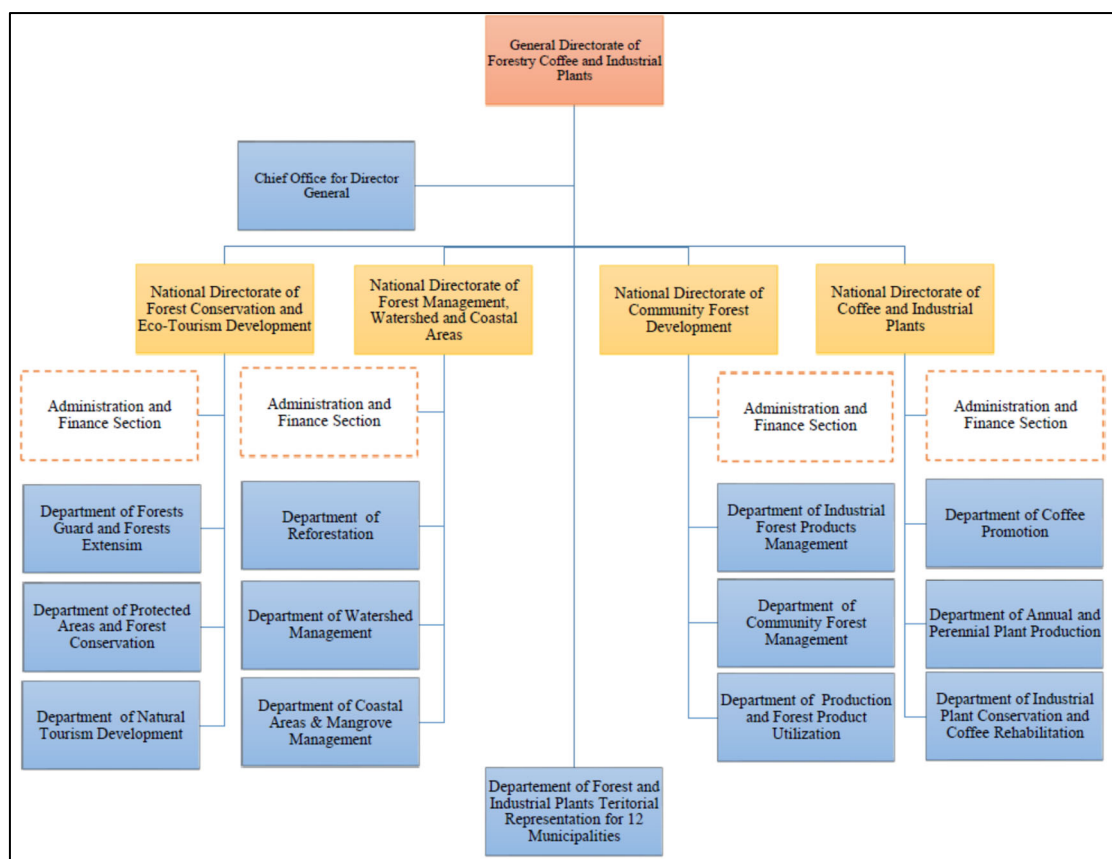 General Directorate of
Forestry Coffee and Industrial
Plants
Chief Office for Director
General
National Directorate of
Forest Conservation and
Eco-Tourism Development
National Directorate of
Forest Management,
Watershed and Coastal
Areas
National Directorate of
Community Forest
Development
National Directorate of
Coffee and Industrial
Plants
Administration and
Finance Section
Administration and
Finance Section
Administration and
Finance Section
Administration and
Finance Section
Department of Forests
Guard and Forests
Extensim
Department of
Reforestation
Department of Industrial
Forest Products
Management
Department of Coffee
Promotion
Department of Protected
Areas and Forest
Conservation
Department of Watershed
Management
Department of
Community Forest
Management
Department of Annual and
Perennial Plant Production
Department of Natural
Tourism Development
Department of Coastal
Areas & Mangrove
Management
Department of Production
and Forest Product
Utilization
Department of Industrial
Plant Conservation and
Coffee Rehabilitation
Departement of Forest and
Industrial Plants Teritorial
Representation for 12
Municipalities